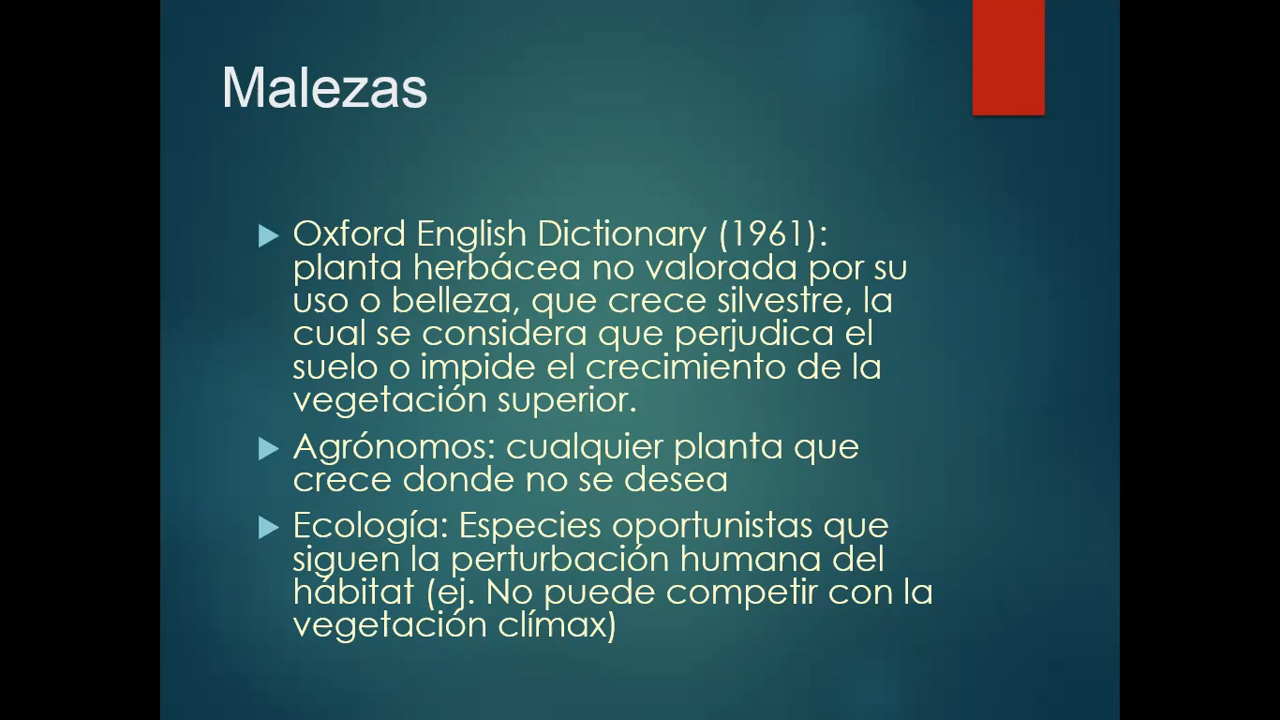 Malezas
Oxford English Dictionary (1961):
planta herbácea no valorada por su
uso o belleza, que crece silvestre, la
cual se considera que perjudica el
suelo o impide el crecimiento de la
vegetación superior.
Agrónomos: cualquier planta que
crece donde no se desea
Ecología: Especies oportunistas que
siguen la perturbación humana del
hábitat (ej. No puede competir con la
vegetación clímax)